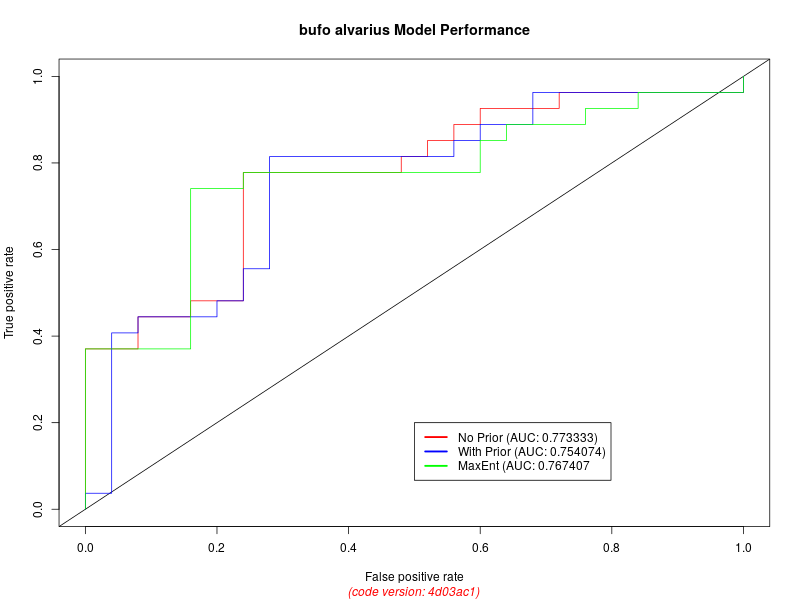 bufo alvarius Model Performance
True positive rate
1.0
0.8
0.6
0.4
0.2
0.0
No Prior (AUC: 0.773333)
With Prior (AUC: 0.754074)
MaxEnt (AUC: 0.767407
0.0 0.2 0.4 0.6 0.8 1.0
False positive rate
(code version: 4d03ac1)